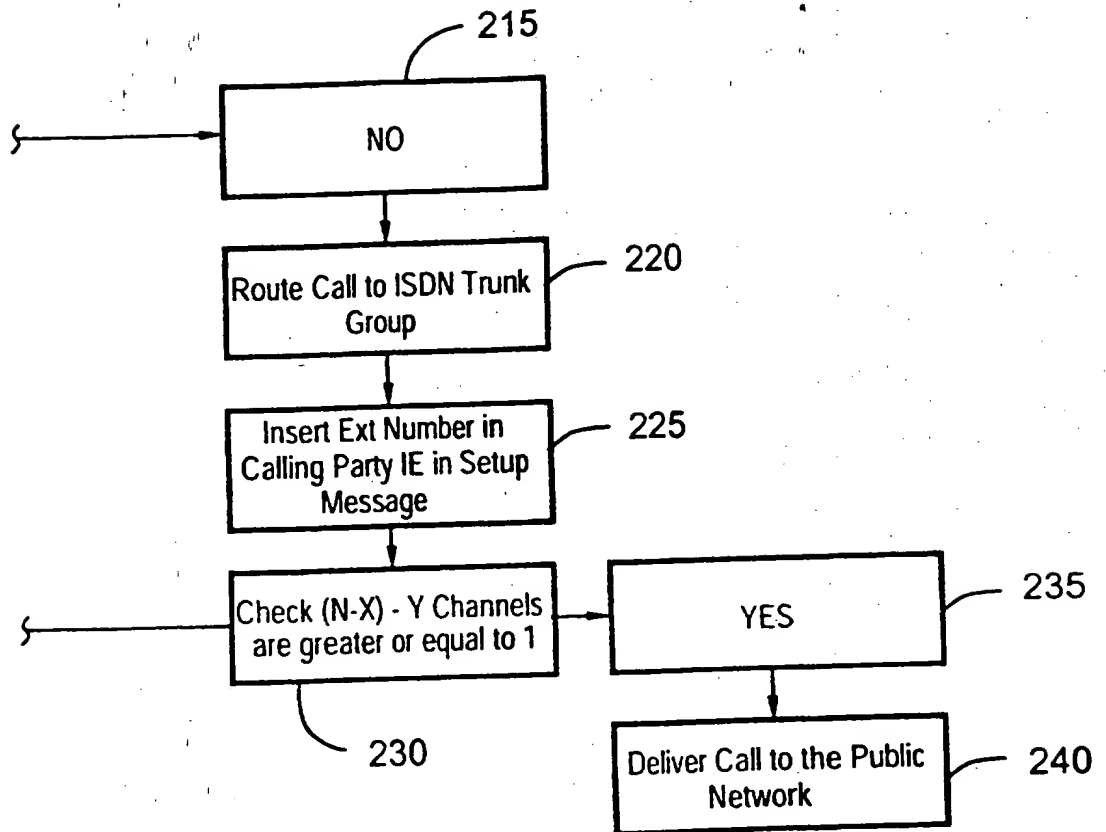 215
NO
220
Route Call to ISDN Trunk
Group
225
Insert Ext Number in
Calling Party IE in Setup
Message
Check (N-X) - Y Channels
are greater or equal to 1
230
YES
235
Deliver Call to the Public
Network
240